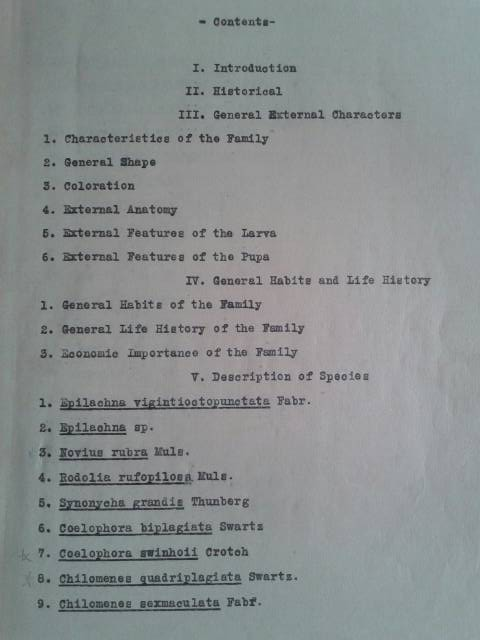 - Contents-
I. Introduction
II. Historical
III. General External Characters
1. Characteristics of the Family
2. General Shape
3. Coloration
4. External Anatomy
5. External Features of the Larva
6. External Features of the Pupa
IV. General Habits and Life History
1. General Habits of the Family
2. General Life History of the Family
3. Economic Importance of the Family
V. Description of Species
1. Epilachna vigintioctopunctata Fabr.
2. Epilachna sp.
3. Novius rubra Muls.
4. Rodolia rufopilosa Muls.
5. Synonycha grandis Thunberg
6. Coelophora biplagiata Swartz
7. Coelophora swinhoii Crotch
8. Chilomenes quadriplagiata Swartz.
9. Chilomenes sexmaculata Fabr.